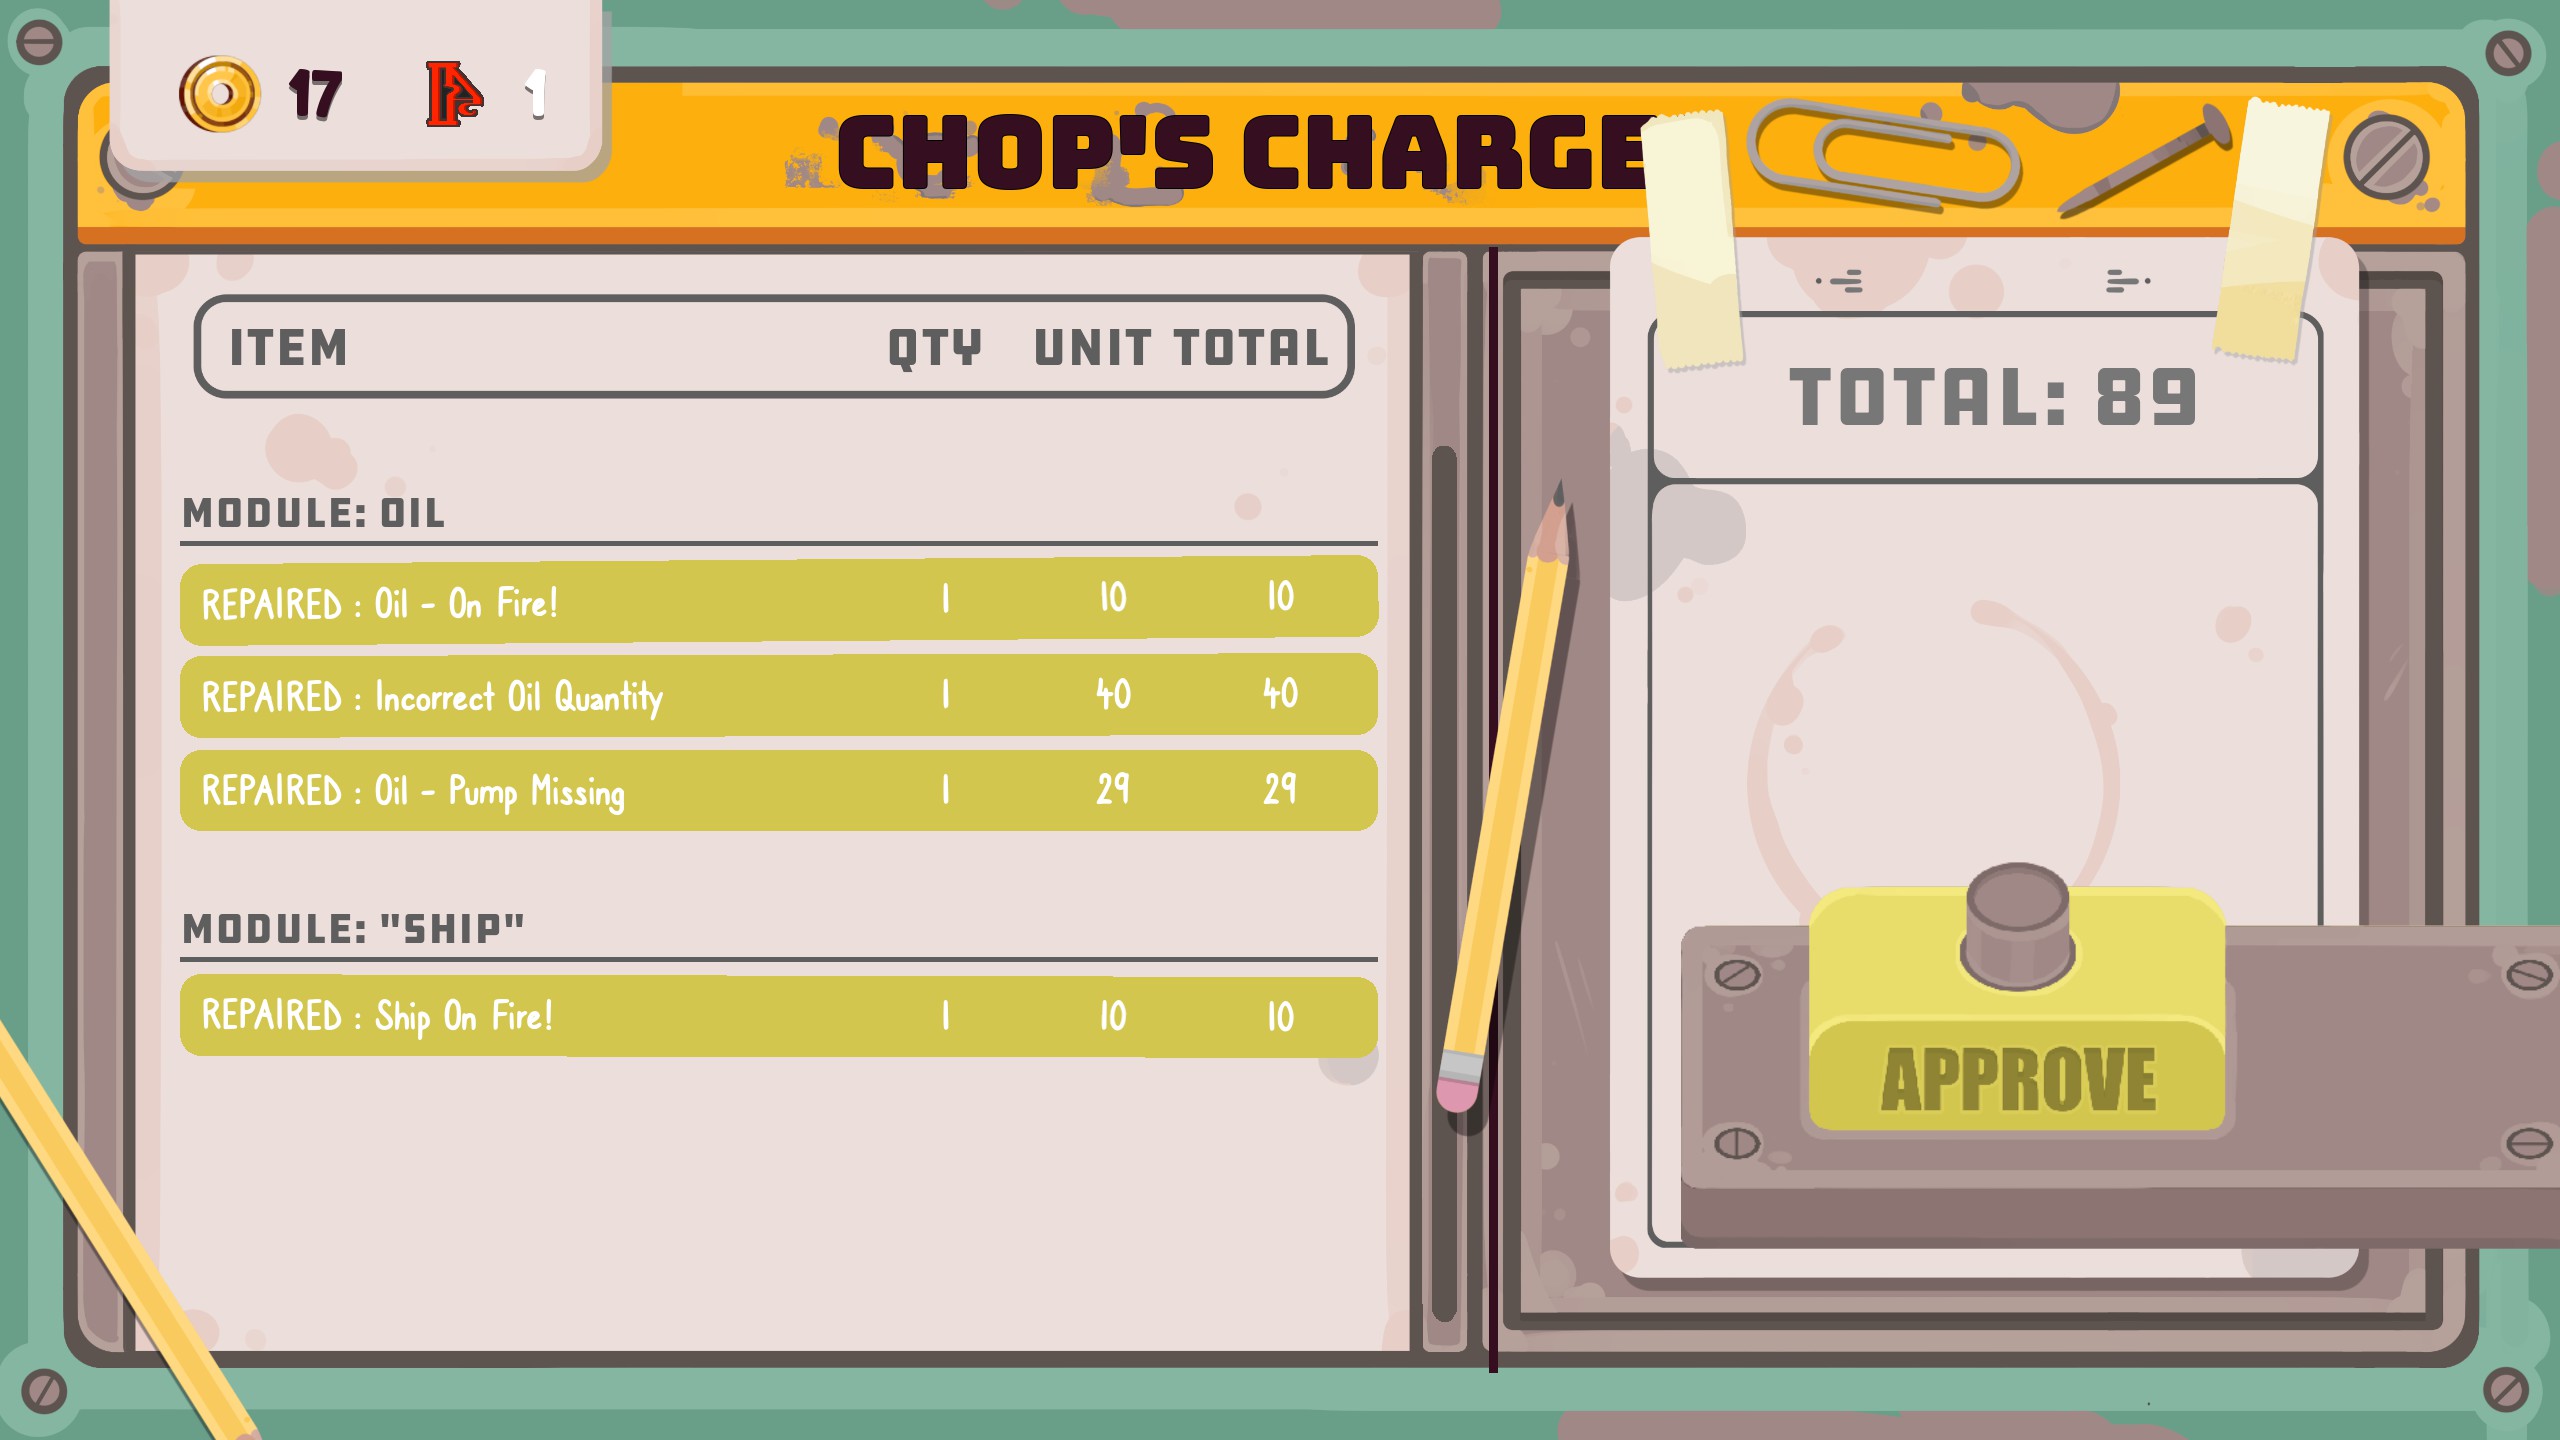 17 1
CHOP'S CHARGE
ITEM QTY UNIT TOTAL
MODULE: OIL
REPAIRED : Oil - On Fire! 1 10 10
REPAIRED : Incorrect Oil Quantity 1 40 40
REPAIRED : Oil - Pump Missing 1 29 29
MODULE: "SHIP"
REPAIRED : Ship On Fire! 1 10 10
TOTAL: 89
APPROVE